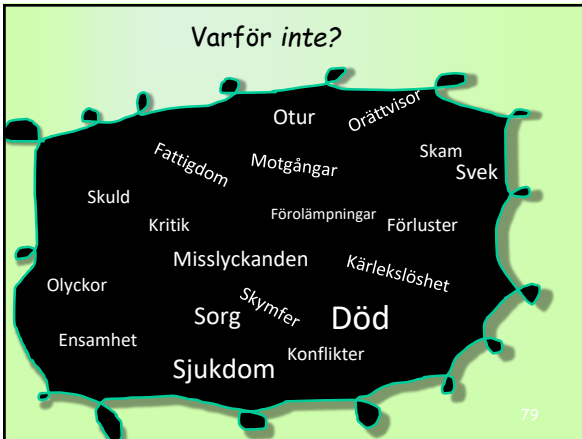 Varför inte?
Otur
Orättvisor
Fattigdom
Motgångar
Skam
Svek
Skuld
Kritik
Förolämpningar
Förluster
Misslyckanden
Kärlekslöshet
Olyckor
Skymfer
Sorg
Död
Ensamhet
Konflikter
Sjukdom
79